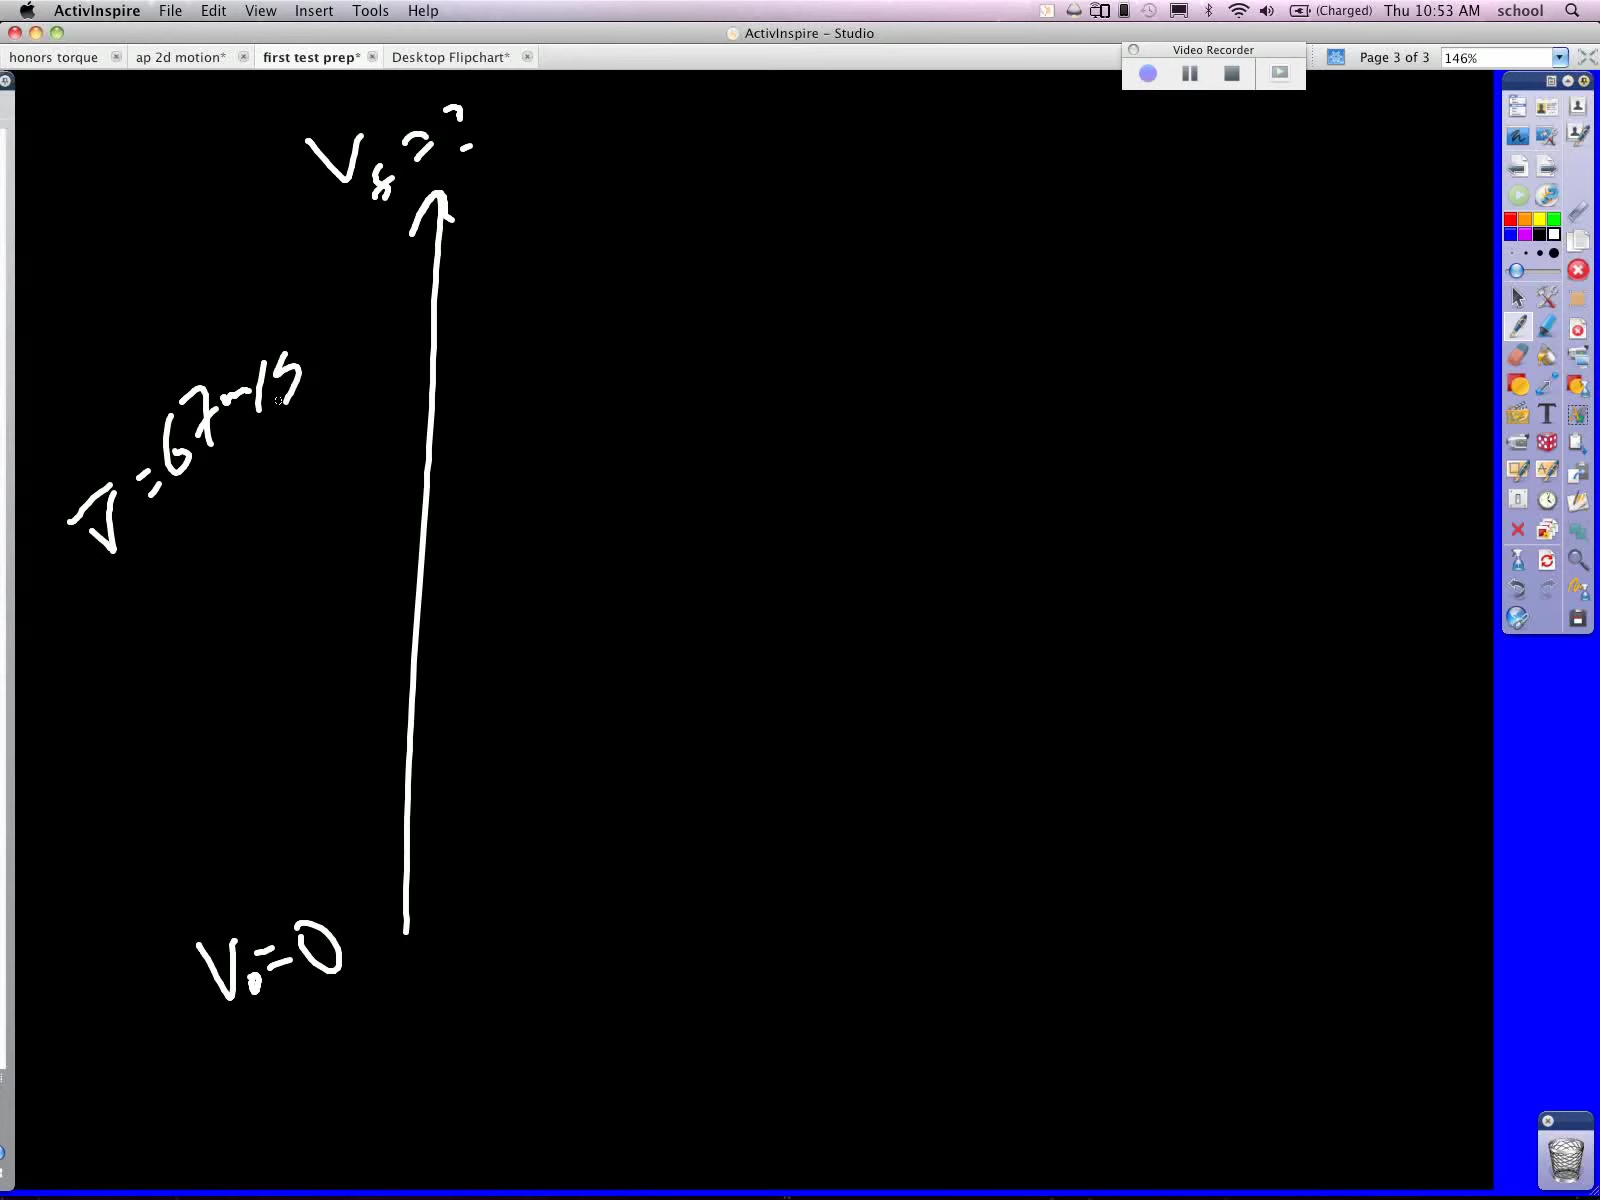 ActivInspire File Edit View Insert Tools Help (Charged) Thu 10:53 AM school
ActivInspire – Studio
honors torque ap 2d motion* first test prep* Desktop Flipchart* Video Recorder Page 3 of 3 146%
Vf = ?
V̅ = 67 m/s
V₀ = 0
T